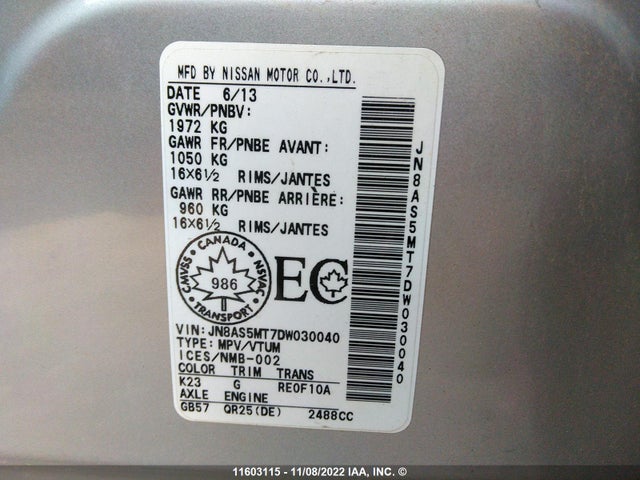 MFD BY NISSAN MOTOR CO.,LTD.
DATE 6/13
GVWR/PNBV:
1972 KG
GAWR FR/PNBE AVANT:
1050 KG
16X6½ RIMS/JANTES
GAWR RR/PNBE ARRIÈRE:
960 KG
16X6½ RIMS/JANTES
CANADA
CMVSS
NSVAC
986
TRANSPORT
EC
VIN: JN8AS5MT7DW030040
TYPE: MPV/VTUM
ICES/NMB-002
COLOR TRIM TRANS
K23 G RE0F10A
AXLE ENGINE
GB57 QR25(DE) 2488CC
JN8AS5MT7DW030040
11603115 - 11/08/2022 IAA, INC. ©